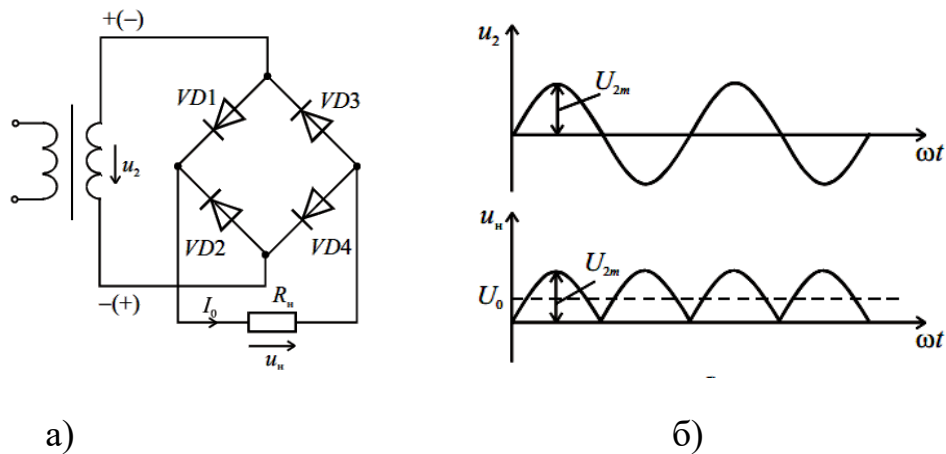 +(–)
VD1
VD3
u₂
VD2
VD4
–(+)
I₀
Rн
uн
а)
u₂
U₂m
ωt
uн
U₂m
U₀
ωt
б)